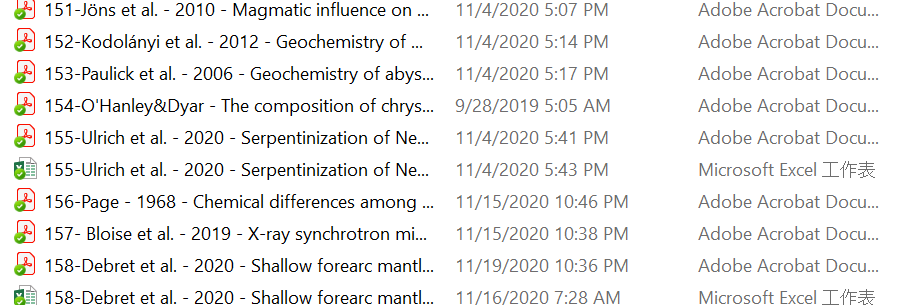 151-Jöns et al. - 2010 - Magmatic influence on ... 11/4/2020 5:07 PM Adobe Acrobat Docu...
152-Kodolányi et al. - 2012 - Geochemistry of ... 11/4/2020 5:14 PM Adobe Acrobat Docu...
153-Paulick et al. - 2006 - Geochemistry of abys... 11/4/2020 5:17 PM Adobe Acrobat Docu...
154-O'Hanley&Dyar - The composition of chrys... 9/28/2019 5:05 AM Adobe Acrobat Docu...
155-Ulrich et al. - 2020 - Serpentinization of Ne... 11/4/2020 5:41 PM Adobe Acrobat Docu...
155-Ulrich et al. - 2020 - Serpentinization of Ne... 11/4/2020 5:43 PM Microsoft Excel 工作表
156-Page - 1968 - Chemical differences among ... 11/15/2020 10:46 PM Adobe Acrobat Docu...
157- Bloise et al. - 2019 - X-ray synchrotron mi... 11/15/2020 10:38 PM Adobe Acrobat Docu...
158-Debret et al. - 2020 - Shallow forearc mantl... 11/19/2020 10:36 PM Adobe Acrobat Docu...
158-Debret et al. - 2020 - Shallow forearc mantl... 11/16/2020 7:28 AM Microsoft Excel 工作表